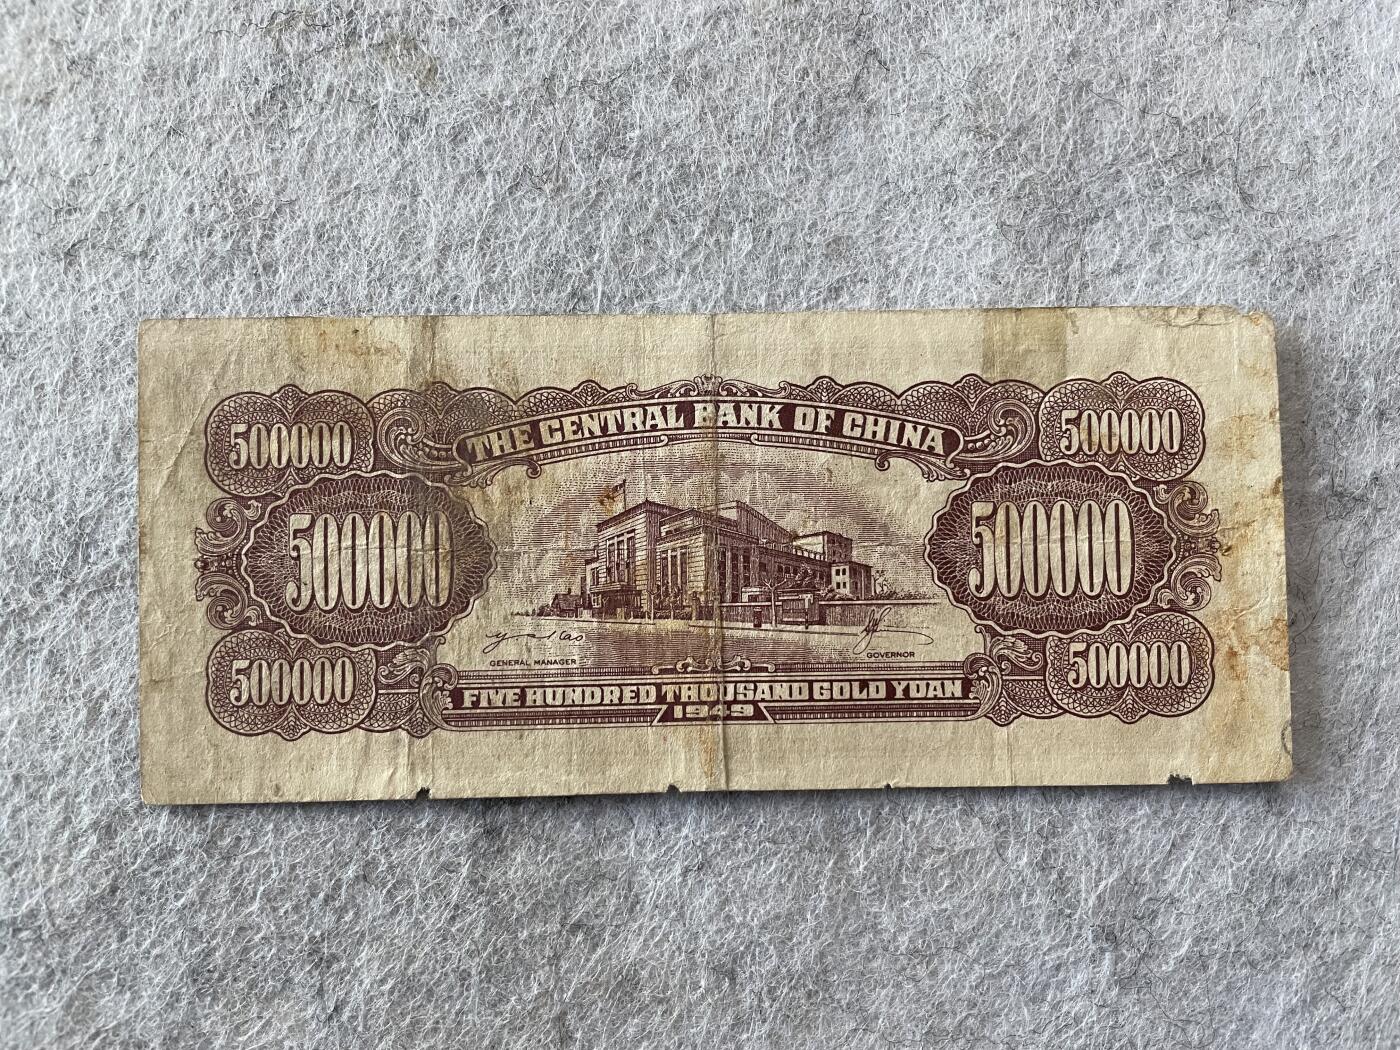 THE CENTRAL BANK OF CHINA
500000
500000
500000
500000
GENERAL MANAGER
GOVERNOR
500000
500000
FIVE HUNDRED THOUSAND GOLD YUAN
1949